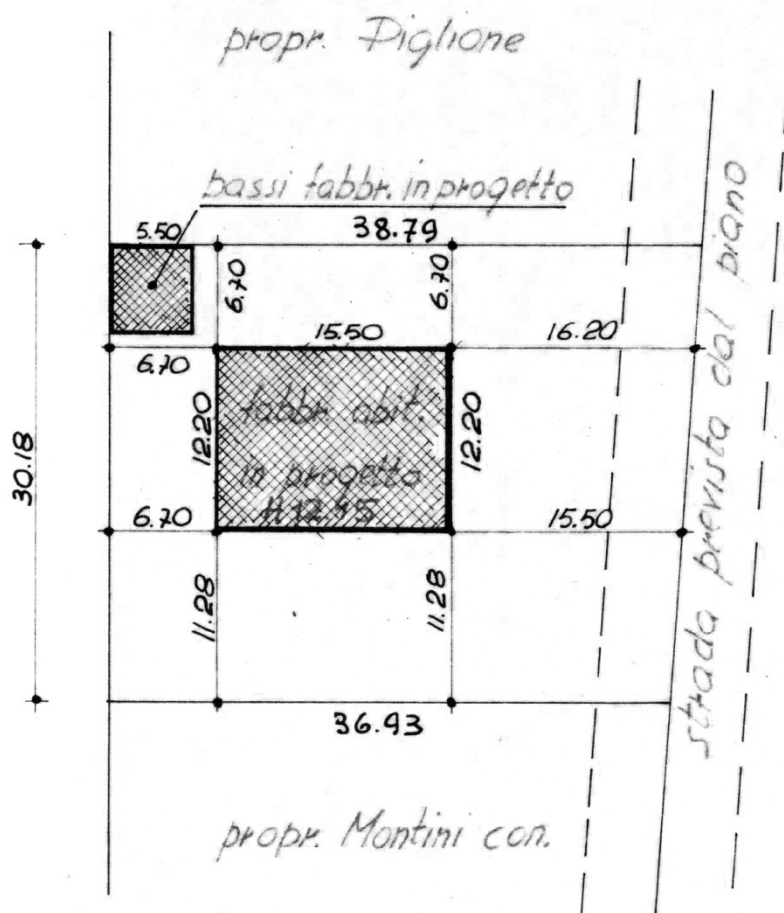 propr. Piglione
bassi fabbr. in progetto
5.50
38.79
6.70
6.70
15.50
16.20
6.70
fabbr. abit.
in progetto
12.20
12.20
30.18
6.70
15.50
11.28
11.28
36.93
strada prevista dal piano
propr. Montini con.